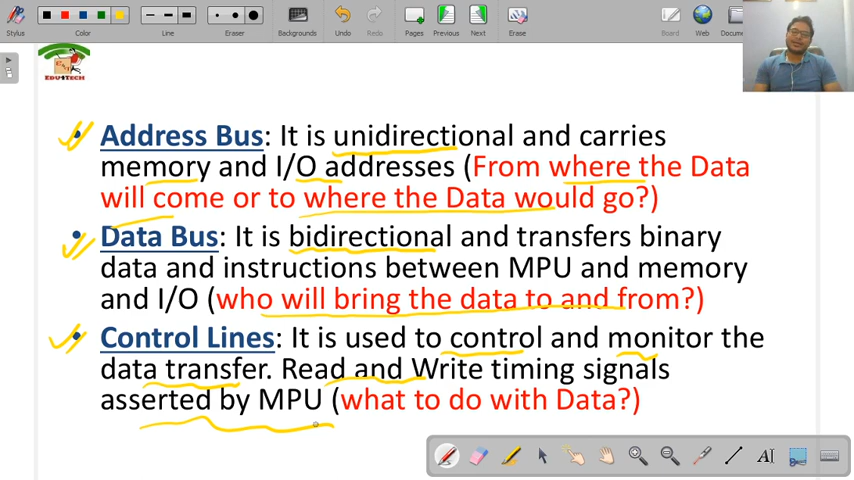 Stylus
Color
Line
Eraser
Backgrounds
Undo
Redo
Pages
Previous
Next
Erase
Board
Web
Docum
EDU4TECH
• Address Bus: It is unidirectional and carries
memory and I/O addresses (From where the Data
will come or to where the Data would go?)
• Data Bus: It is bidirectional and transfers binary
data and instructions between MPU and memory
and I/O (who will bring the data to and from?)
• Control Lines: It is used to control and monitor the
data transfer. Read and Write timing signals
asserted by MPU (what to do with Data?)
A